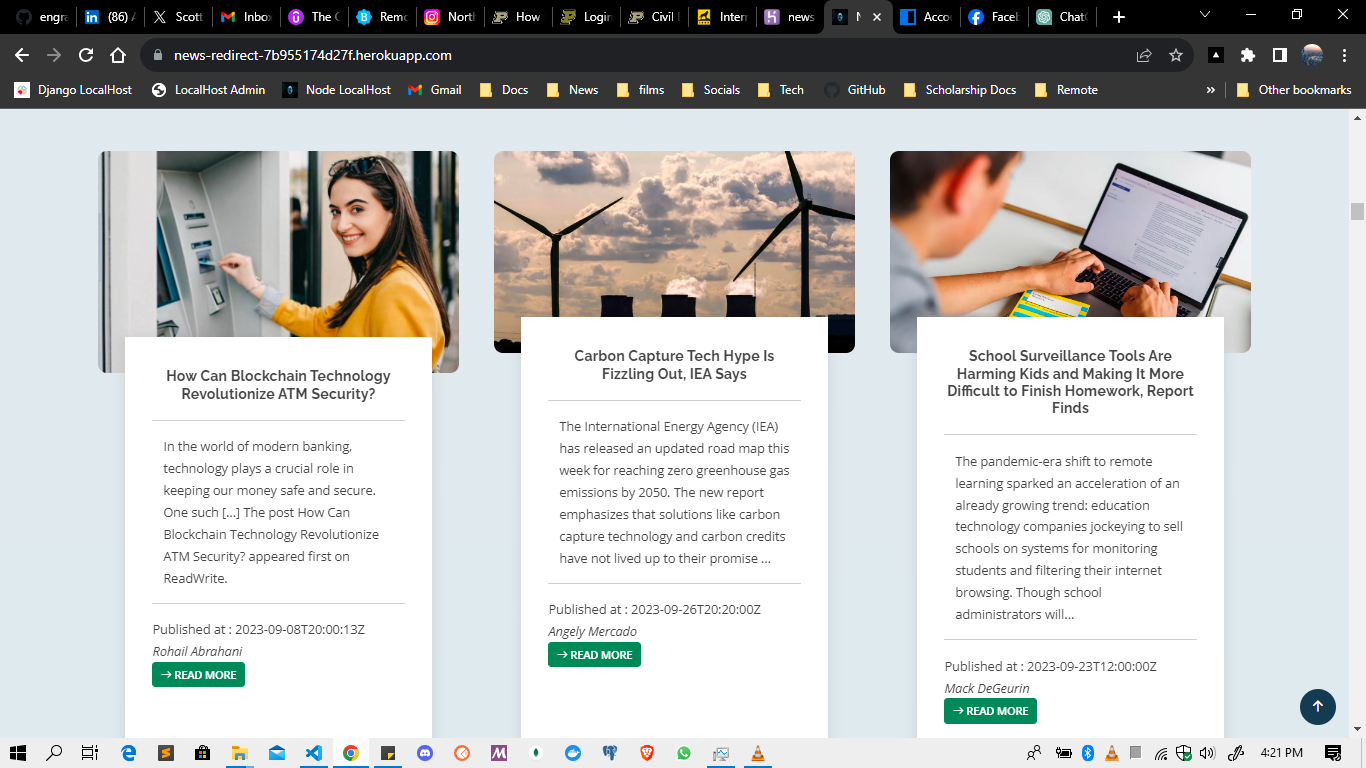 engra
(86) A
Scott
Inbo
The C
Remo
North
How
Login
Civil
Inter
news
N
Accou
Faceb
ChatG
news-redirect-7b955174d27f.herokuapp.com
Django LocalHost
LocalHost Admin
Node LocalHost
Gmail
Docs
News
films
Socials
Tech
GitHub
Scholarship Docs
Remote
»
Other bookmarks
How Can Blockchain Technology
Revolutionize ATM Security?
In the world of modern banking,
technology plays a crucial role in
keeping our money safe and secure.
One such […] The post How Can
Blockchain Technology Revolutionize
ATM Security? appeared first on
ReadWrite.
Published at : 2023-09-08T20:00:13Z
Rohail Abrahani
→ READ MORE
Carbon Capture Tech Hype Is
Fizzling Out, IEA Says
The International Energy Agency (IEA)
has released an updated road map this
week for reaching zero greenhouse gas
emissions by 2050. The new report
emphasizes that solutions like carbon
capture technology and carbon credits
have not lived up to their promise …
Published at : 2023-09-26T20:20:00Z
Angely Mercado
→ READ MORE
School Surveillance Tools Are
Harming Kids and Making It More
Difficult to Finish Homework, Report
Finds
The pandemic-era shift to remote
learning sparked an acceleration of an
already growing trend: education
technology companies jockeying to sell
schools on systems for monitoring
students and filtering their internet
browsing. Though school
administrators will…
Published at : 2023-09-23T12:00:00Z
Mack DeGeurin
→ READ MORE
4:21 PM